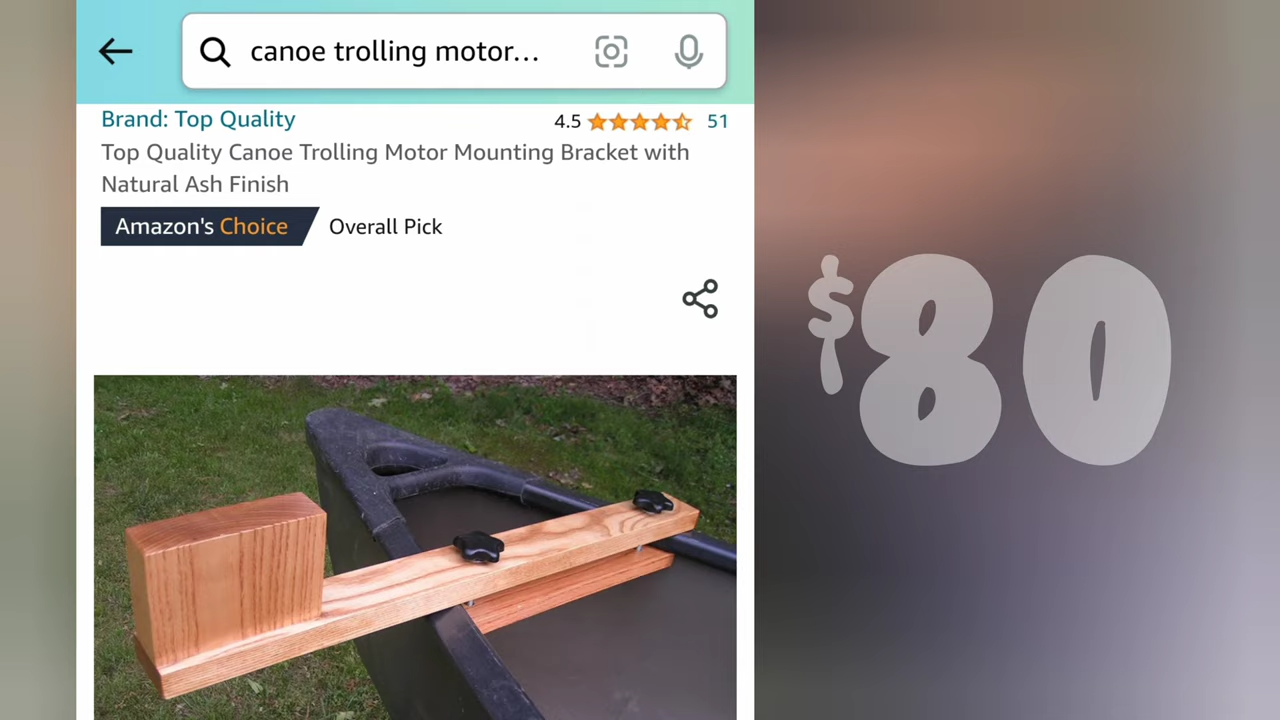 canoe trolling motor...
Brand: Top Quality
4.5
51
Top Quality Canoe Trolling Motor Mounting Bracket with
Natural Ash Finish
Amazon's Choice
Overall Pick
$80